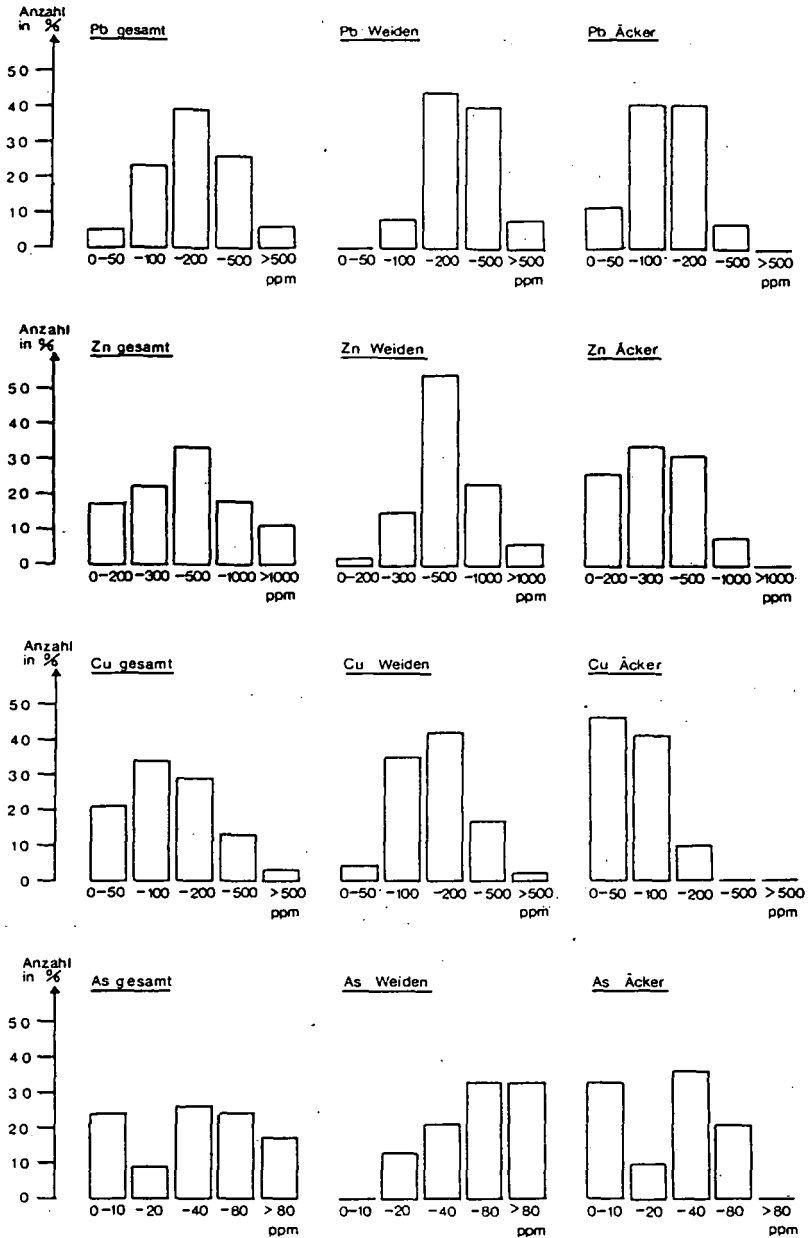 Anzahl
in %
Pb gesamt
Pb Weiden
Pb Äcker
50
40
30
20
10
0
0-50 -100 -200 -500 >500
ppm
0-50 -100 -200 -500 >500
ppm
0-50 -100 -200 -500 >500
ppm
Anzahl
in %
Zn gesamt
Zn Weiden
Zn Äcker
50
40
30
20
10
0
0-200 -300 -500 -1000 >1000
ppm
0-200 -300 -500 -1000 >1000
ppm
0-200 -300 -500 -1000 >1000
ppm
Anzahl
in %
Cu gesamt
Cu Weiden
Cu Äcker
50
40
30
20
10
0
0-50 -100 -200 -500 >500
ppm
0-50 -100 -200 -500 >500
ppm
0-50 -100 -200 -500 >500
ppm
Anzahl
in %
As gesamt
As Weiden
As Äcker
50
40
30
20
10
0
0-10 -20 -40 -80 >80
ppm
0-10 -20 -40 -80 >80
ppm
0-10 -20 -40 -80 >80
ppm